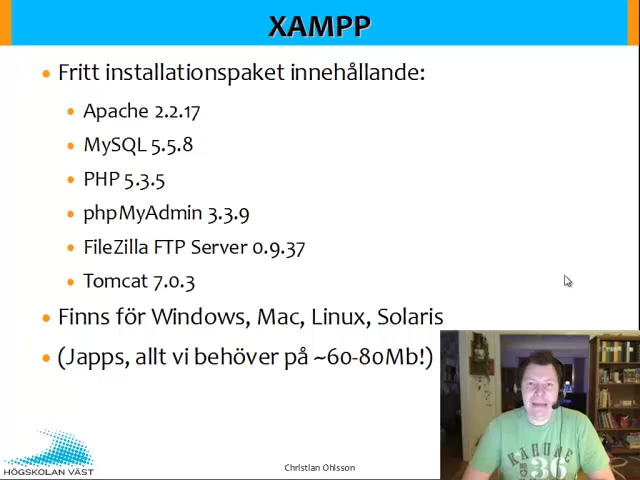 XAMPP
Fritt installationspaket innehållande:
Apache 2.2.17
MySQL 5.5.8
PHP 5.3.5
phpMyAdmin 3.3.9
FileZilla FTP Server 0.9.37
Tomcat 7.0.3
Finns för Windows, Mac, Linux, Solaris
(Japps, allt vi behöver på ~60-80Mb!)
HÖGSKOLAN VÄST
Christian Ohlsson
36